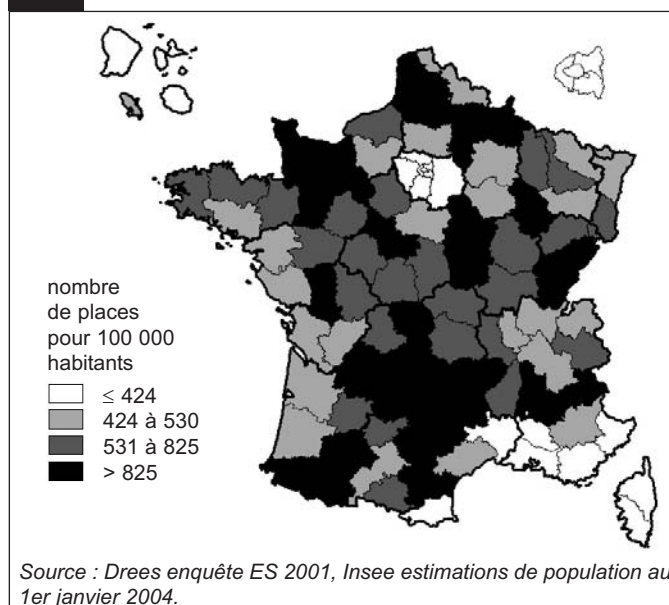 nombre
de places
pour 100 000
habitants
≤ 424
424 à 530
531 à 825
> 825
Source : Drees enquête ES 2001, Insee estimations de population au
1er janvier 2004.